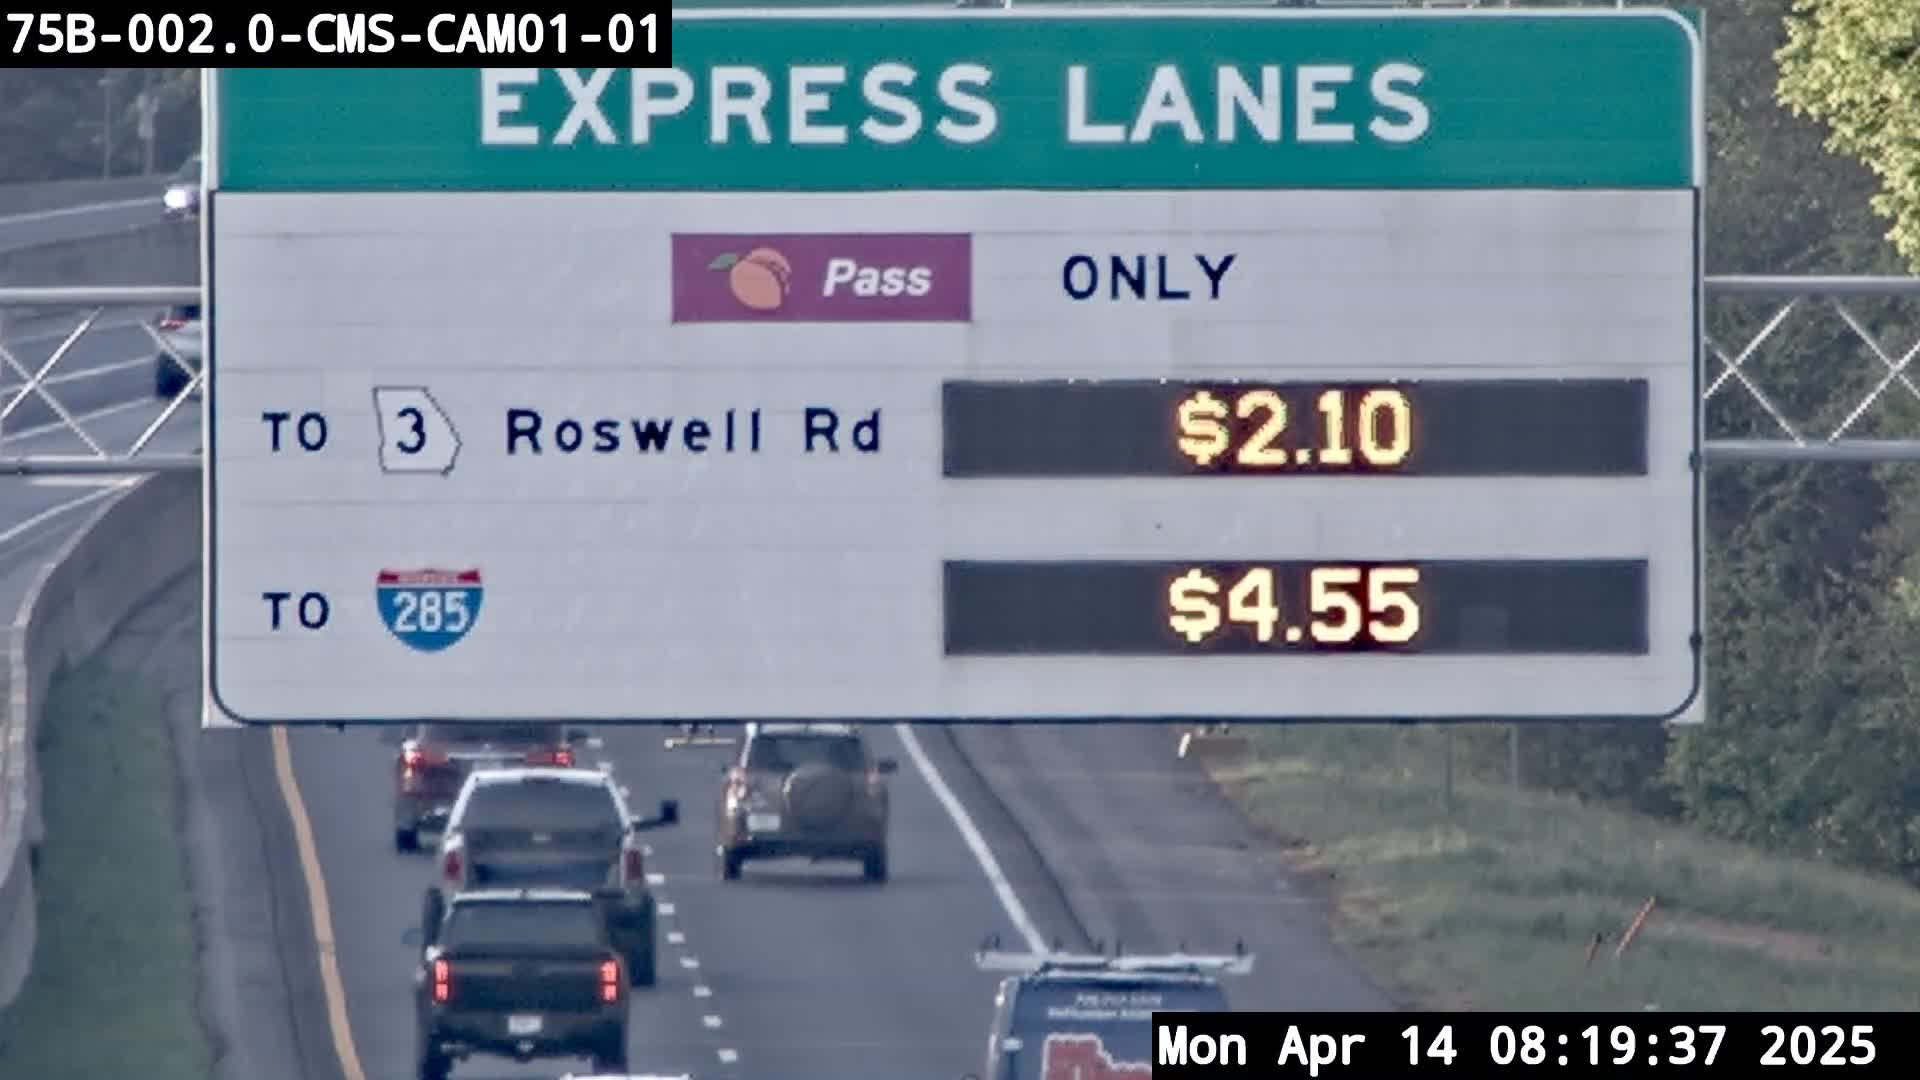 75B-002.0-CMS-CAM01-01
EXPRESS LANES
Pass ONLY
TO 3 Roswell Rd $2.10
TO 285 $4.55
Mon Apr 14 08:19:37 2025